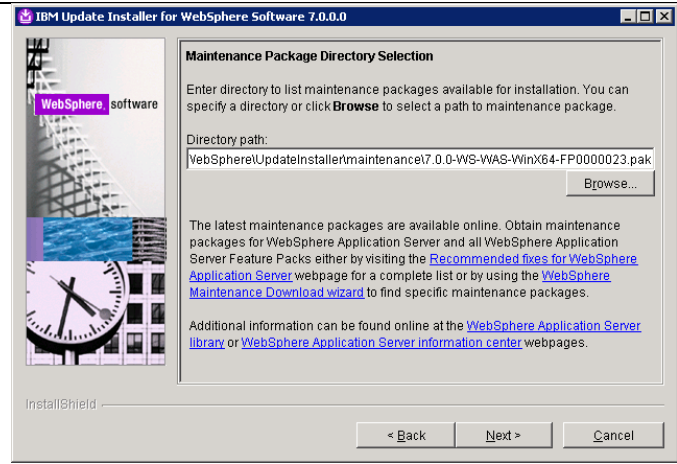 IBM Update Installer for WebSphere Software 7.0.0.0
WebSphere. software
Maintenance Package Directory Selection
Enter directory to list maintenance packages available for installation. You can
specify a directory or click Browse to select a path to maintenance package.
Directory path:
VebSphere\UpdateInstaller\maintenance\7.0.0-WS-WAS-WinX64-FP0000023.pak
Browse...
The latest maintenance packages are available online. Obtain maintenance
packages for WebSphere Application Server and all WebSphere Application
Server Feature Packs either by visiting the Recommended fixes for WebSphere
Application Server webpage for a complete list or by using the WebSphere
Maintenance Download wizard to find specific maintenance packages.
Additional information can be found online at the WebSphere Application Server
library or WebSphere Application Server information center webpages.
InstallShield
< Back
Next >
Cancel